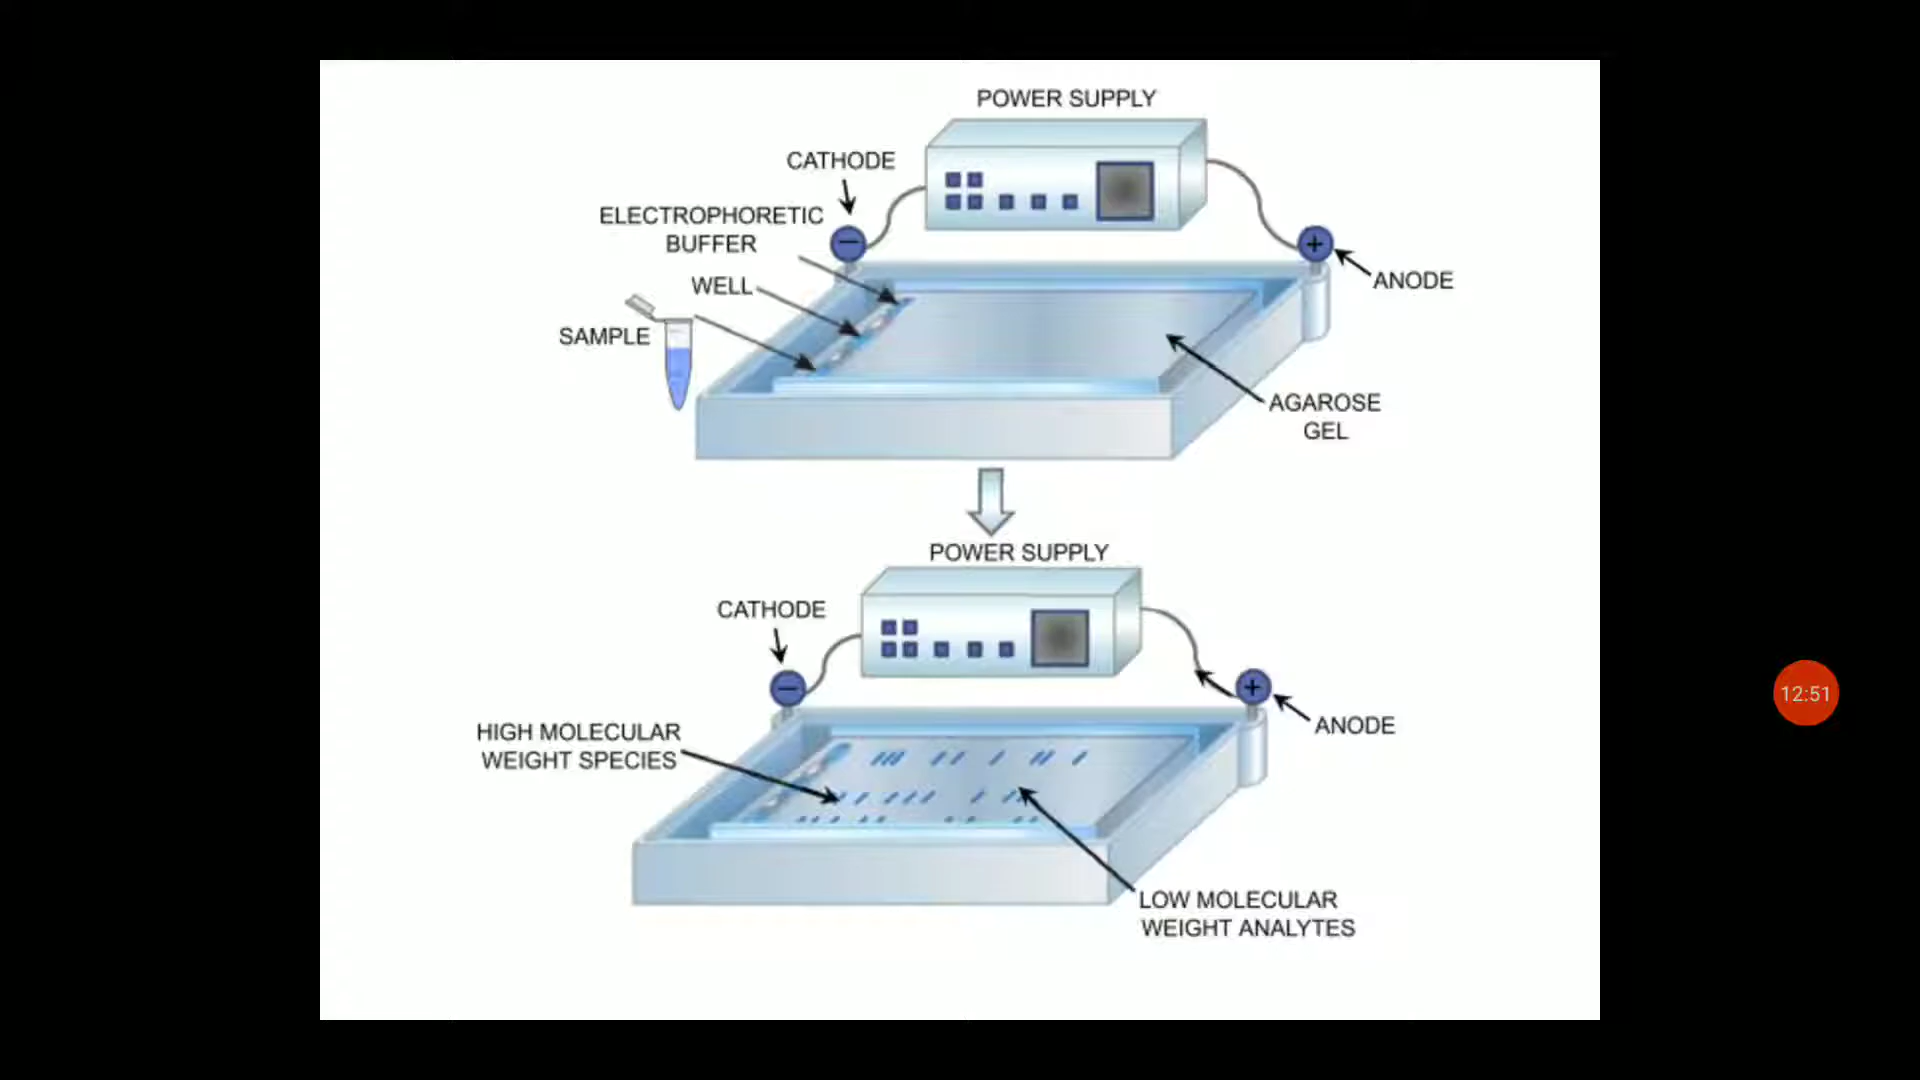 POWER SUPPLY
CATHODE
ELECTROPHORETIC
BUFFER
WELL
SAMPLE
ANODE
AGAROSE
GEL
POWER SUPPLY
CATHODE
HIGH MOLECULAR
WEIGHT SPECIES
ANODE
12:51
LOW MOLECULAR
WEIGHT ANALYTES